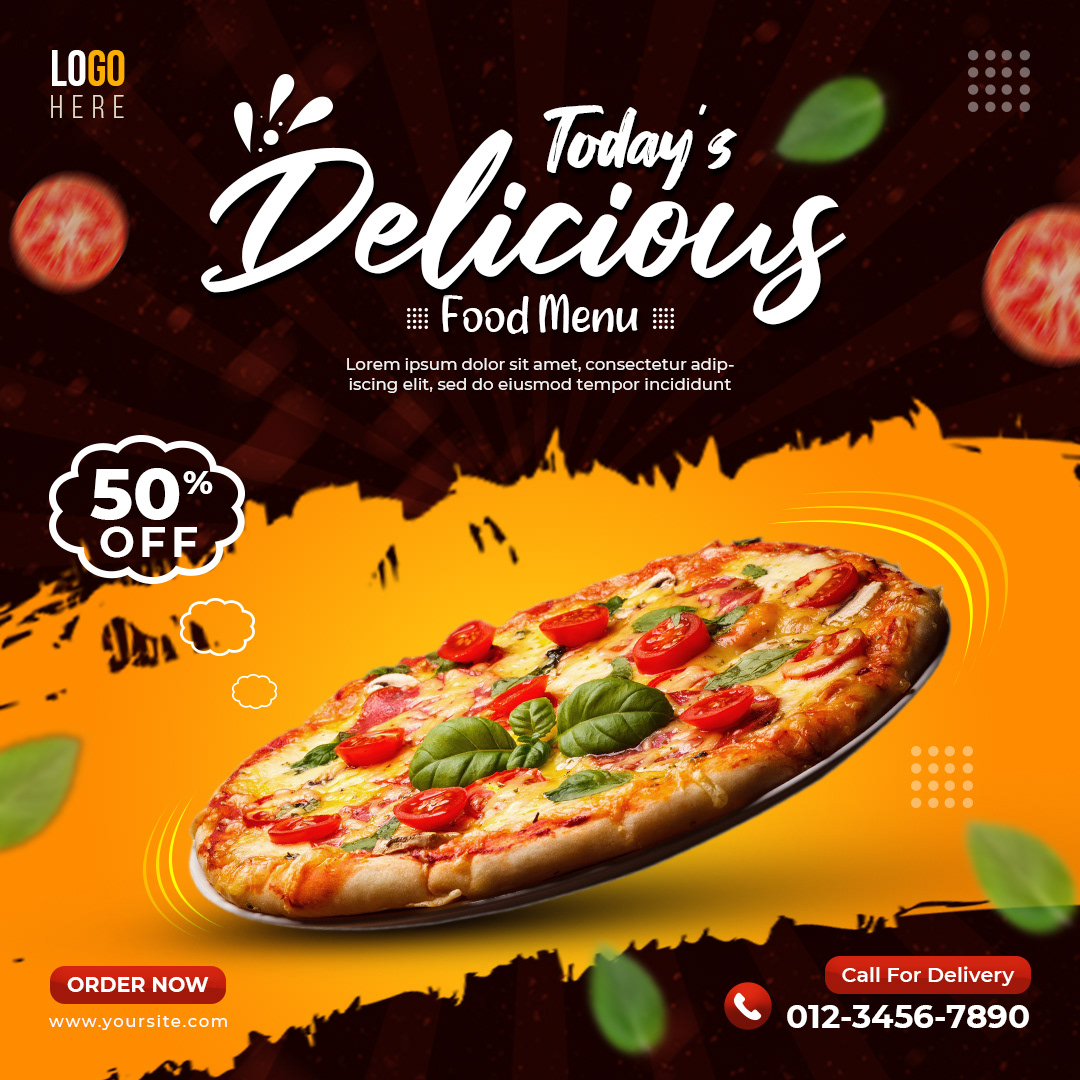 LOGO
HERE
Today's
Delicious
Food Menu
Lorem ipsum dolor sit amet, consectetur adip-
iscing elit, sed do eiusmod tempor incididunt
50%
OFF
ORDER NOW
www.yoursite.com
Call For Delivery
012-3456-7890